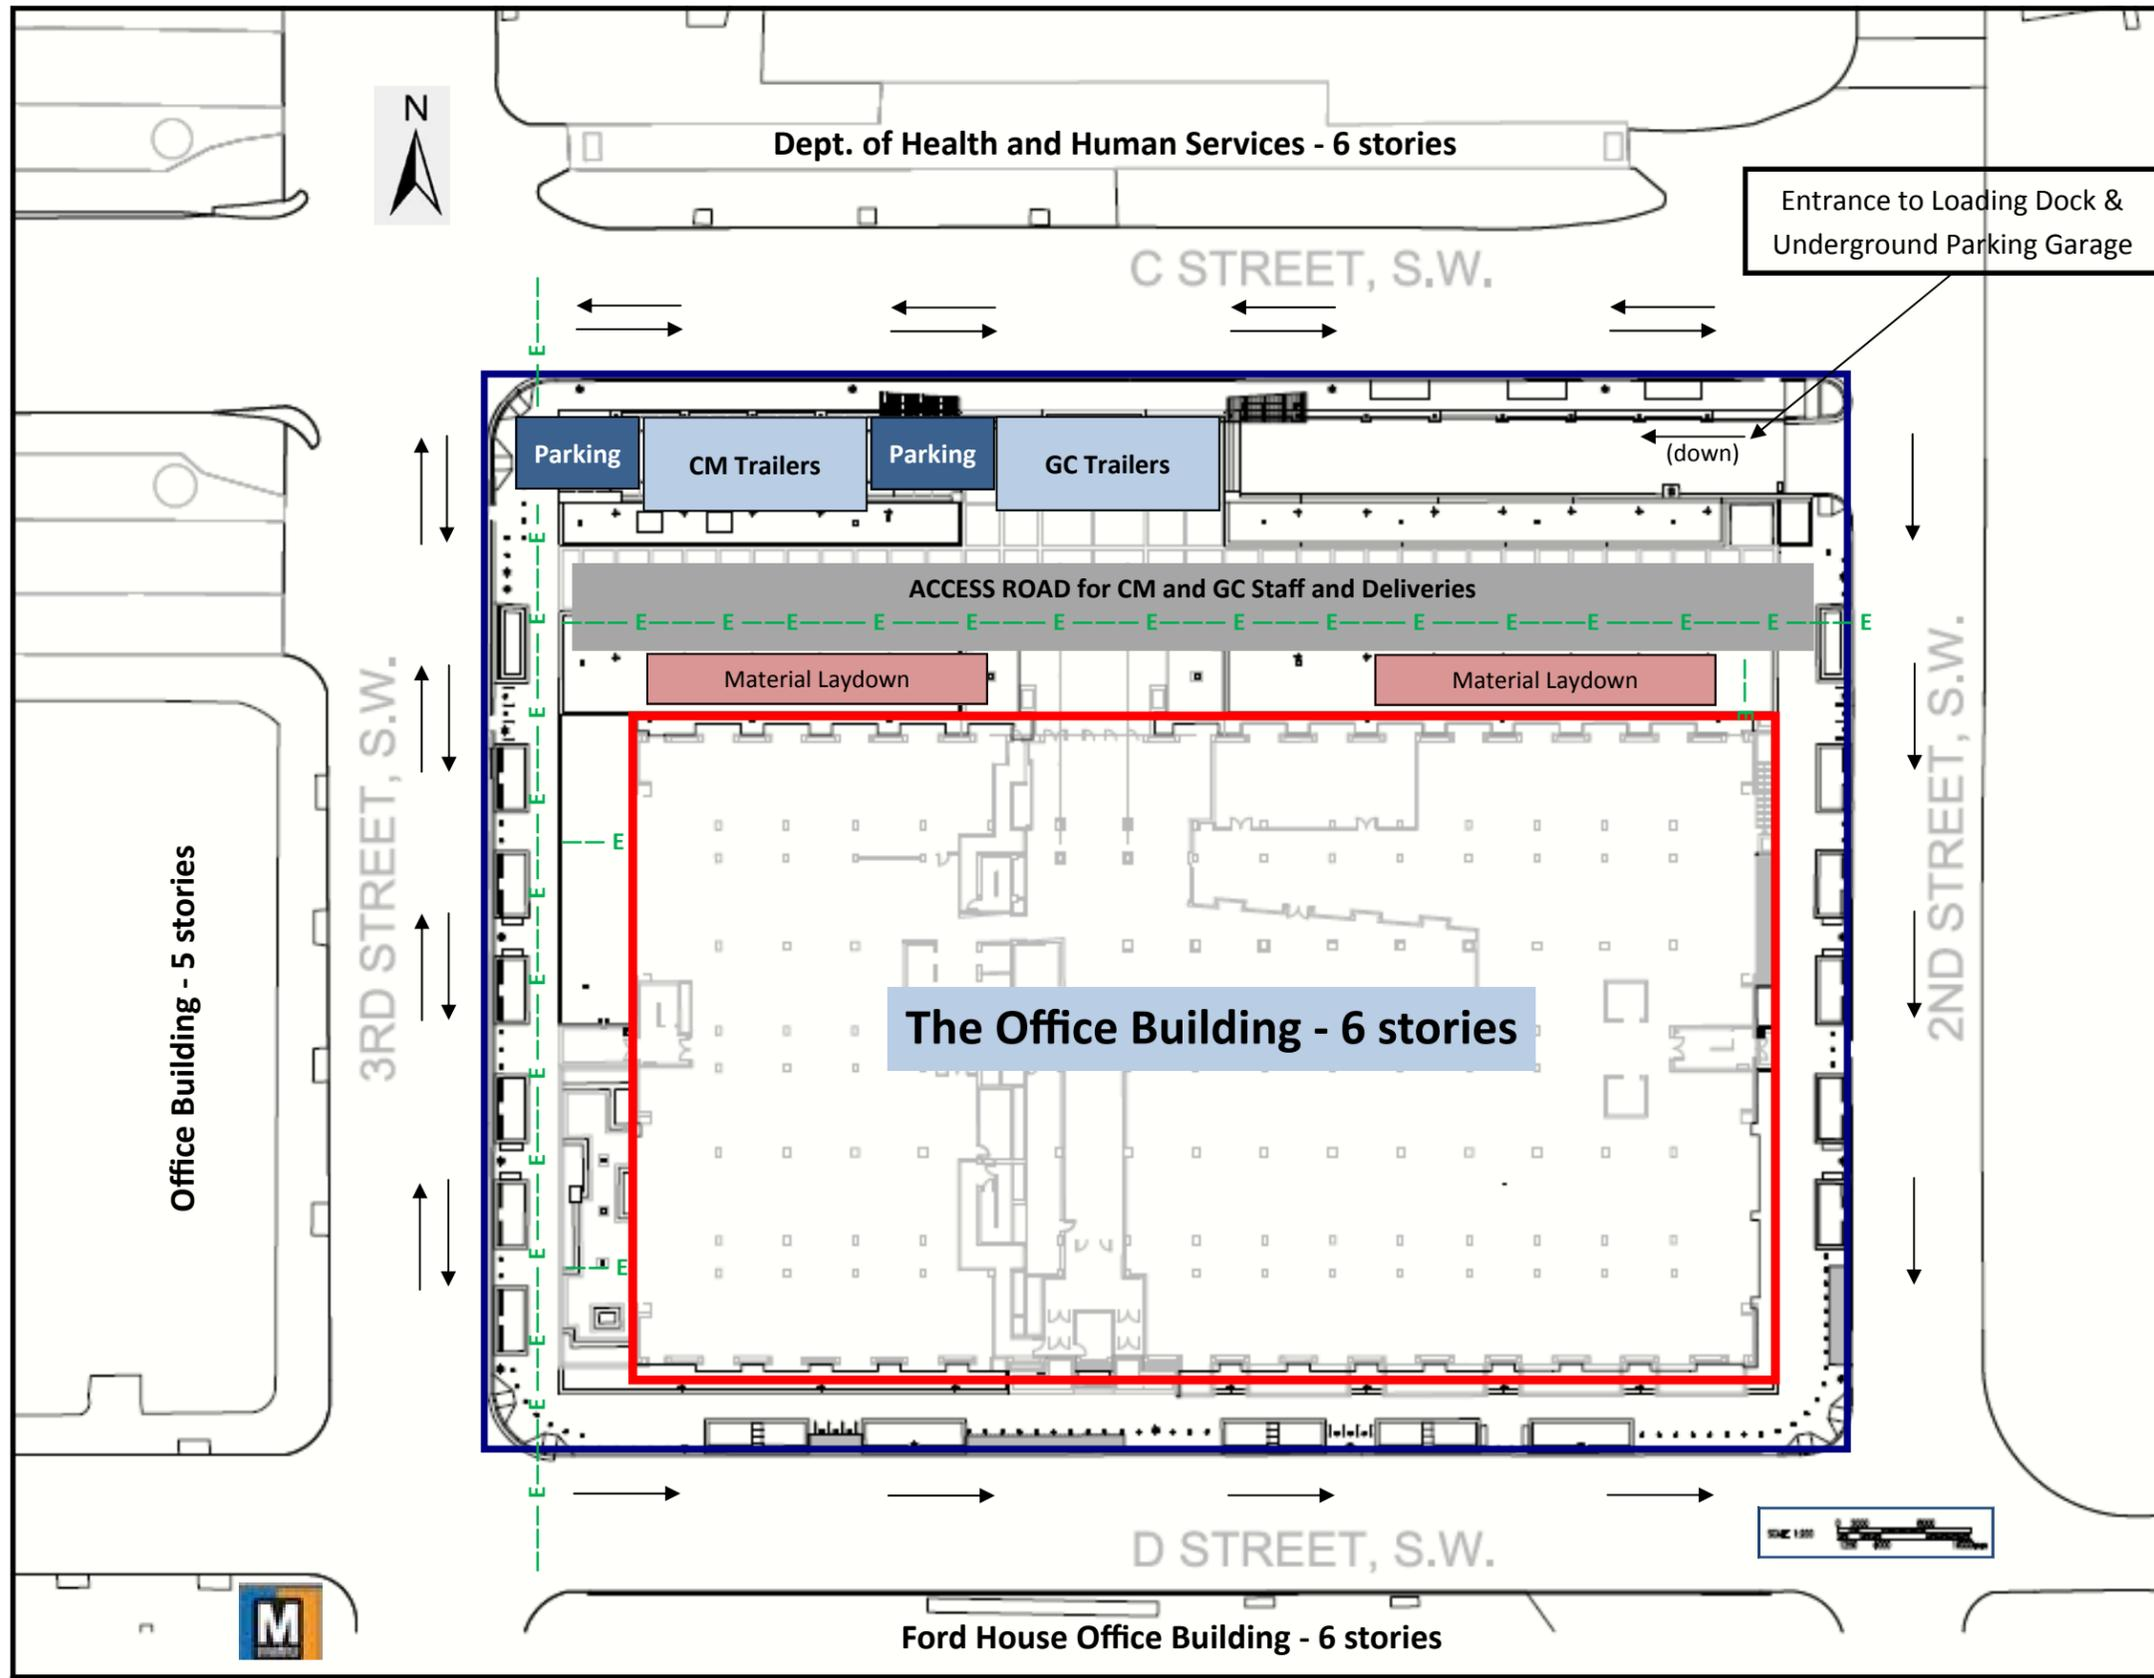 N
Dept. of Health and Human Services - 6 stories
Entrance to Loading Dock &
Underground Parking Garage
C STREET, S.W.
E
Parking
CM Trailers
Parking
GC Trailers
(down)
E
ACCESS ROAD for CM and GC Staff and Deliveries
E
E E E E E E E E E E E E E E E
Material Laydown
Material Laydown
E
E
3RD STREET, S.W.
2ND STREET, S.W.
E
E
E
Office Building - 5 stories
E
The Office Building - 6 stories
E
E
E
E
E
E
E
D STREET, S.W.
M
Ford House Office Building - 6 stories